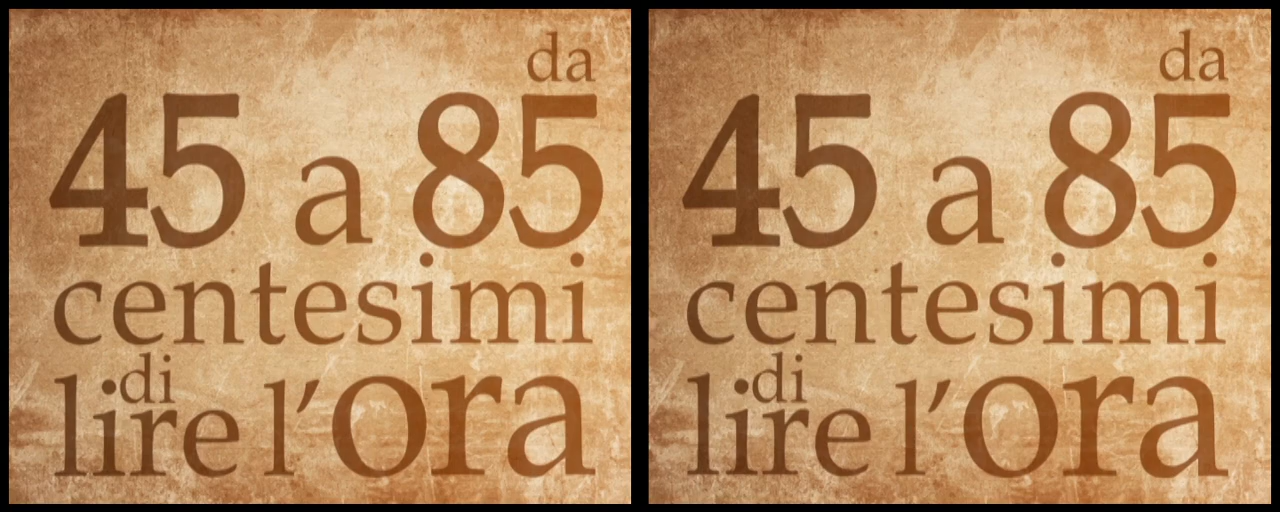 da
45 a 85
centesimi
di
lire l’ora
da
45 a 85
centesimi
di
lire l’ora